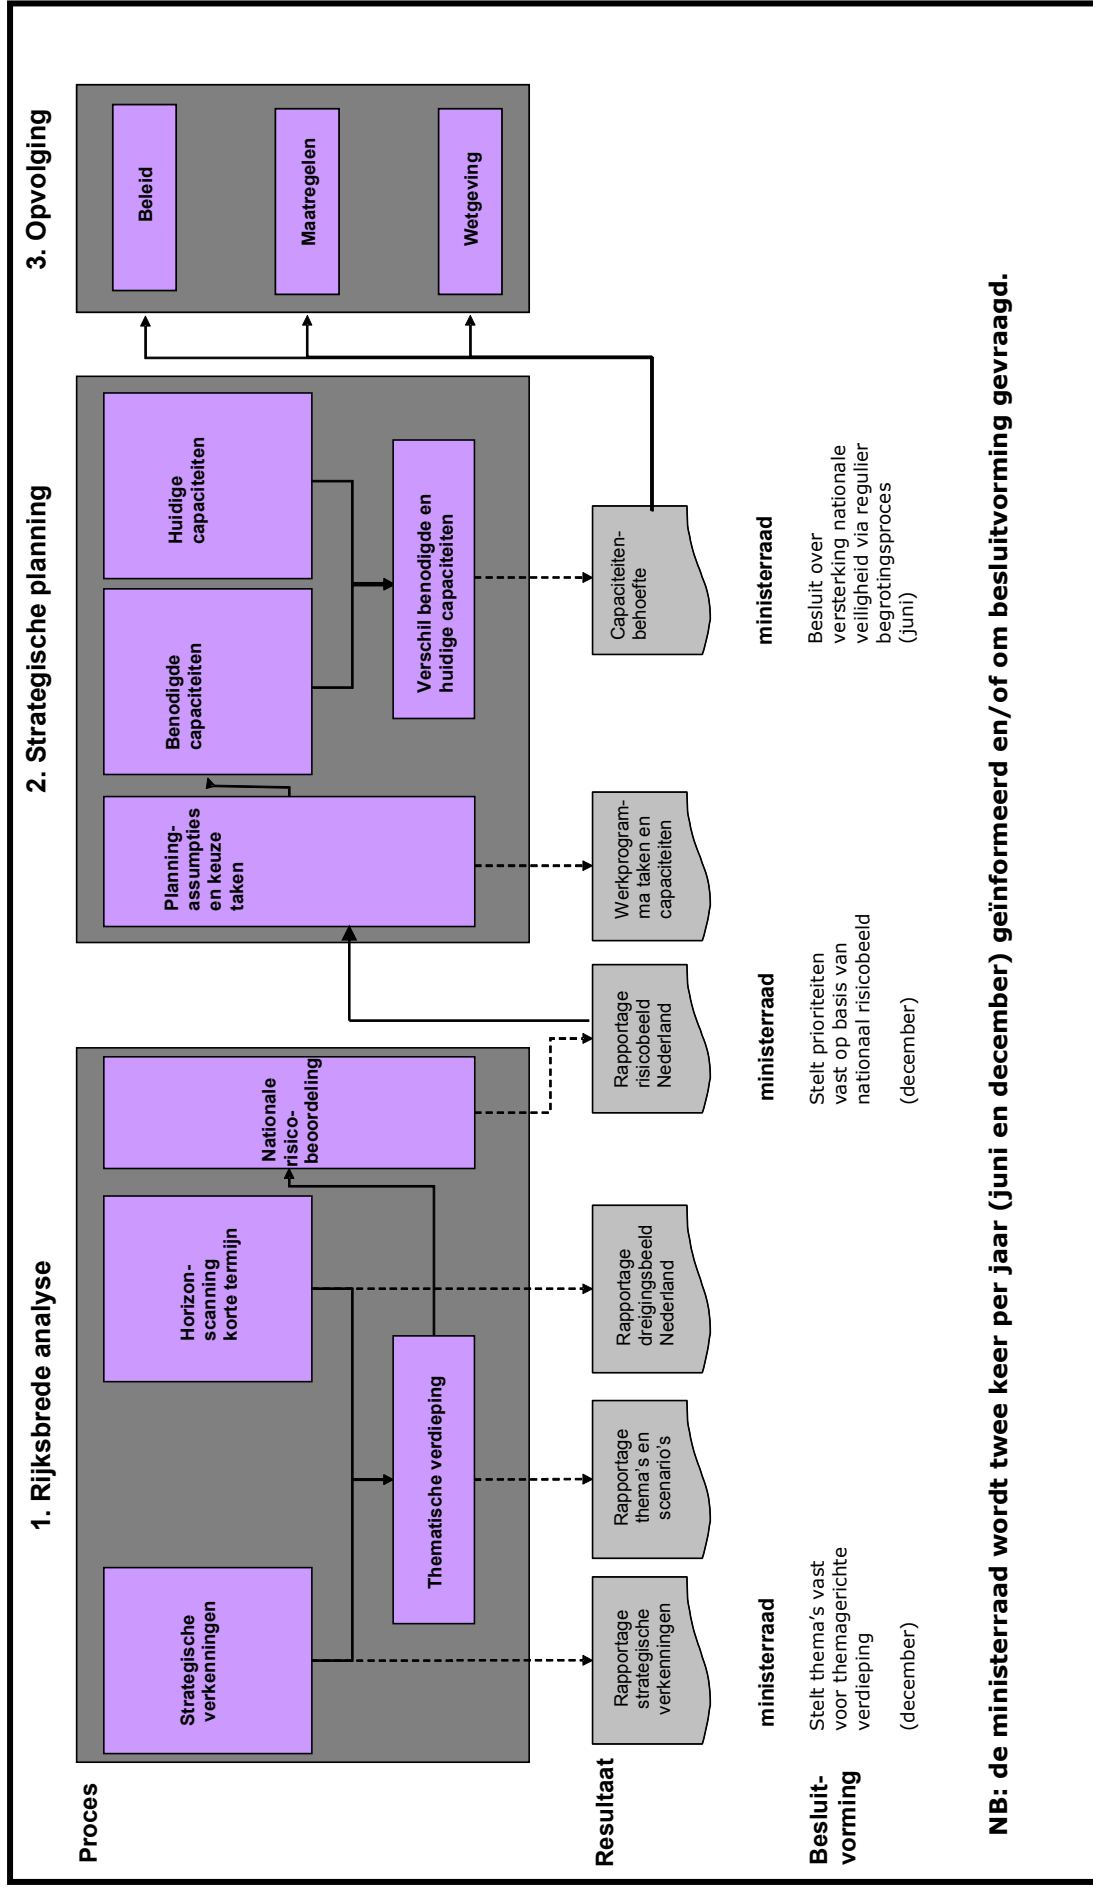 1. Rijksbrede analyse
2. Strategische planning
3. Opvolging
Proces
Strategische
verkenningen
Horizon-
scanning
korte termijn
Thematische verdieping
Nationale
risico-
beoordeling
Planning-
assumpties
en keuze
taken
Benodigde
capaciteiten
Huidige
capaciteiten
Verschil benodigde en
huidige capaciteiten
Beleid
Maatregelen
Wetgeving
Resultaat
Rapportage
strategische
verkenningen
Rapportage
thema's en
scenario's
Rapportage
dreigingsbeeld
Nederland
Rapportage
risicobeeld
Nederland
Werkprogram-
ma taken en
capaciteiten
Capaciteiten-
behoefte
Besluit-
vorming
ministerraad
Stelt thema's vast
voor themagerichte
verdieping
(december)
ministerraad
Stelt prioriteiten
vast op basis van
nationaal risicobeeld
(december)
ministerraad
Besluit over
versterking nationale
veiligheid via regulier
begrotingsproces
(juni)
NB: de ministerraad wordt twee keer per jaar (juni en december) geïnformeerd en/of om besluitvorming gevraagd.